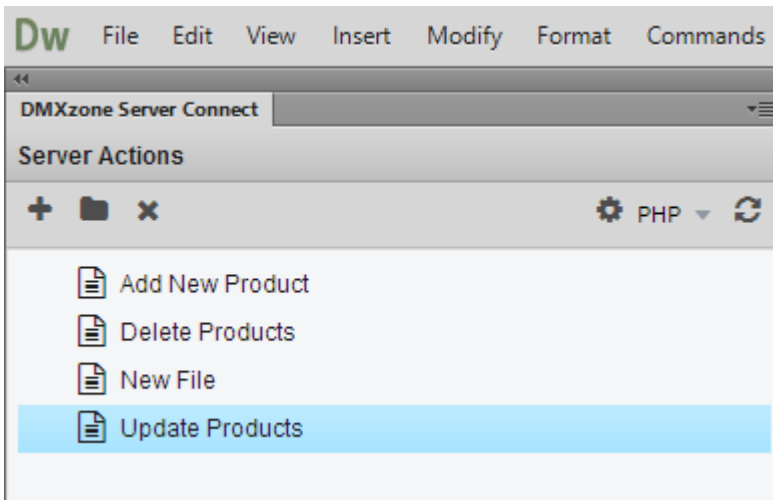 Dw File Edit View Insert Modify Format Commands
DMXzone Server Connect
Server Actions
PHP
Add New Product
Delete Products
New File
Update Products